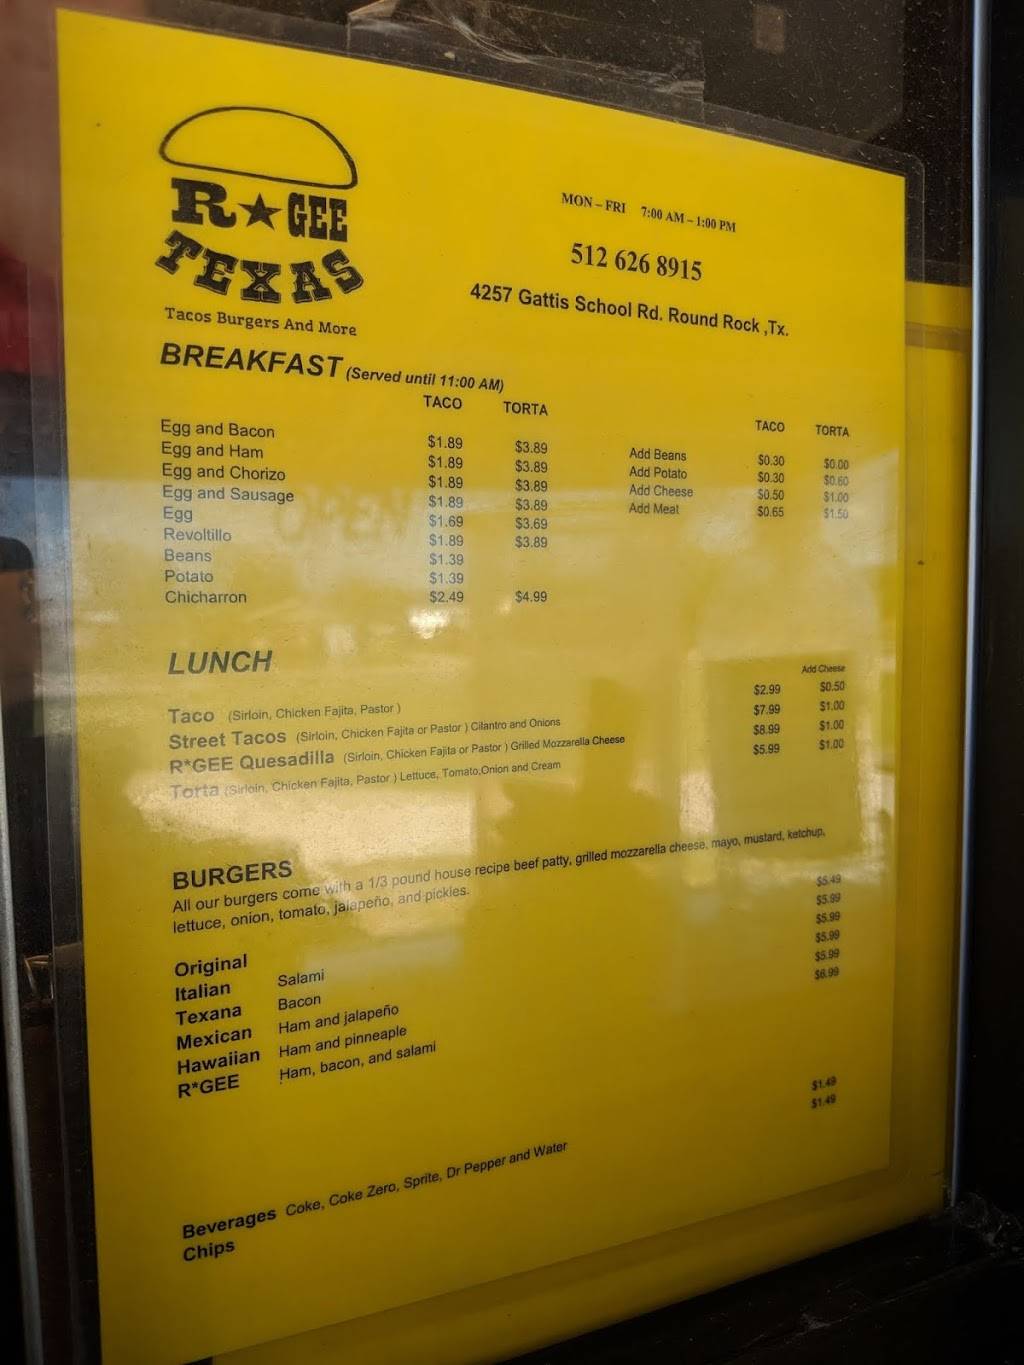 R★GEE
TEXAS
Tacos Burgers And More
MON – FRI 7:00 AM – 1:00 PM
512 626 8915
4257 Gattis School Rd. Round Rock ,Tx.
BREAKFAST (Served until 11:00 AM)
TACO TORTA TACO TORTA
Egg and Bacon $1.89 $3.89 Add Beans $0.30 $0.00
Egg and Ham $1.89 $3.89 Add Potato $0.30 $0.60
Egg and Chorizo $1.89 $3.89 Add Cheese $0.50 $1.00
Egg and Sausage $1.89 $3.89 Add Meat $0.65 $1.50
Egg $1.69 $3.69
Revoltillo $1.89 $3.89
Beans $1.39
Potato $1.39
Chicharron $2.49 $4.99
LUNCH
Add Cheese
Taco (Sirloin, Chicken Fajita, Pastor ) $2.99 $0.50
Street Tacos (Sirloin, Chicken Fajita or Pastor ) Cilantro and Onions $7.99 $1.00
R*GEE Quesadilla (Sirloin, Chicken Fajita or Pastor ) Grilled Mozzarella Cheese $8.99 $1.00
Torta (Sirloin, Chicken Fajita, Pastor ) Lettuce, Tomato,Onion and Cream $5.99 $1.00
BURGERS
All our burgers come with a 1/3 pound house recipe beef patty, grilled mozzarella cheese, mayo, mustard, ketchup,
lettuce, onion, tomato, jalapeño, and pickles.
Original $5.49
Italian Salami $5.99
Texana Bacon $5.99
Mexican Ham and jalapeño $5.99
Hawaiian Ham and pinneaple $5.99
R*GEE Ham, bacon, and salami $6.99
Beverages Coke, Coke Zero, Sprite, Dr Pepper and Water $1.49
Chips $1.49